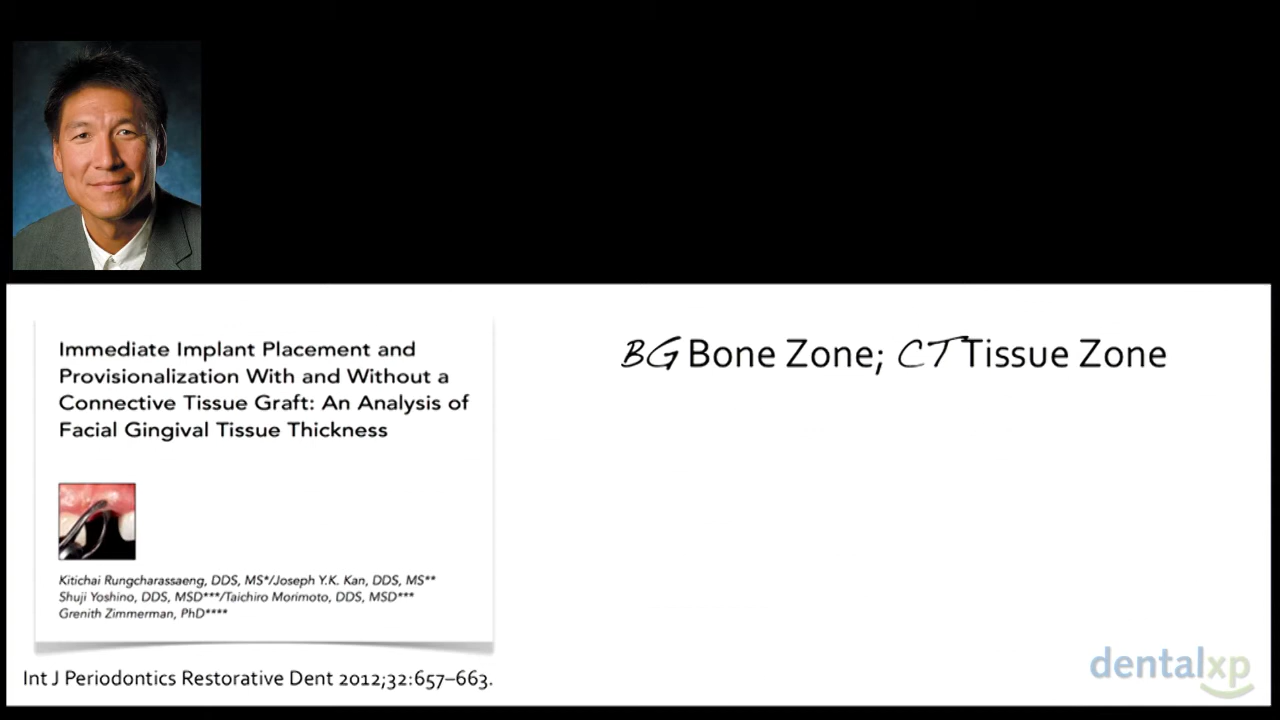 Immediate Implant Placement and
Provisionalization With and Without a
Connective Tissue Graft: An Analysis of
Facial Gingival Tissue Thickness
Kitichai Rungcharassaeng, DDS, MS*/Joseph Y.K. Kan, DDS, MS**
Shuji Yoshino, DDS, MSD***/Taichiro Morimoto, DDS, MSD***
Grenith Zimmerman, PhD****
Int J Periodontics Restorative Dent 2012;32:657–663.
BG Bone Zone; CT Tissue Zone
dentalxp